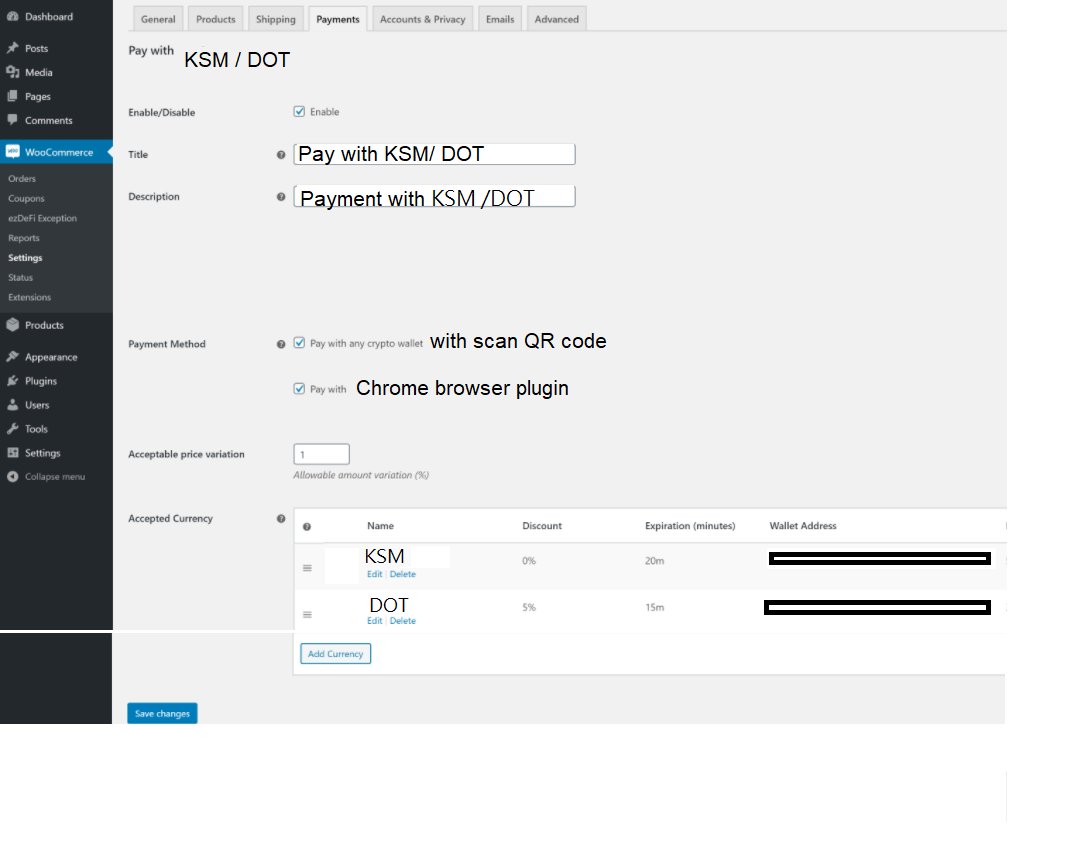 Dashboard
Posts
Media
Pages
Comments
WooCommerce
Orders
Coupons
ezDeFi Exception
Reports
Settings
Status
Extensions
Products
Appearance
Plugins
Users
Tools
Settings
Collapse menu
General Products Shipping Payments Accounts & Privacy Emails Advanced
Pay with KSM / DOT
Enable/Disable Enable
Title Pay with KSM/ DOT
Description Payment with KSM /DOT
Payment Method Pay with any crypto wallet with scan QR code
Pay with Chrome browser plugin
Acceptable price variation 1
Allowable amount variation (%)
Accepted Currency
Name Discount Expiration (minutes) Wallet Address
KSM 0% 20m
Edit | Delete
DOT 5% 15m
Edit | Delete
Add Currency
Save changes